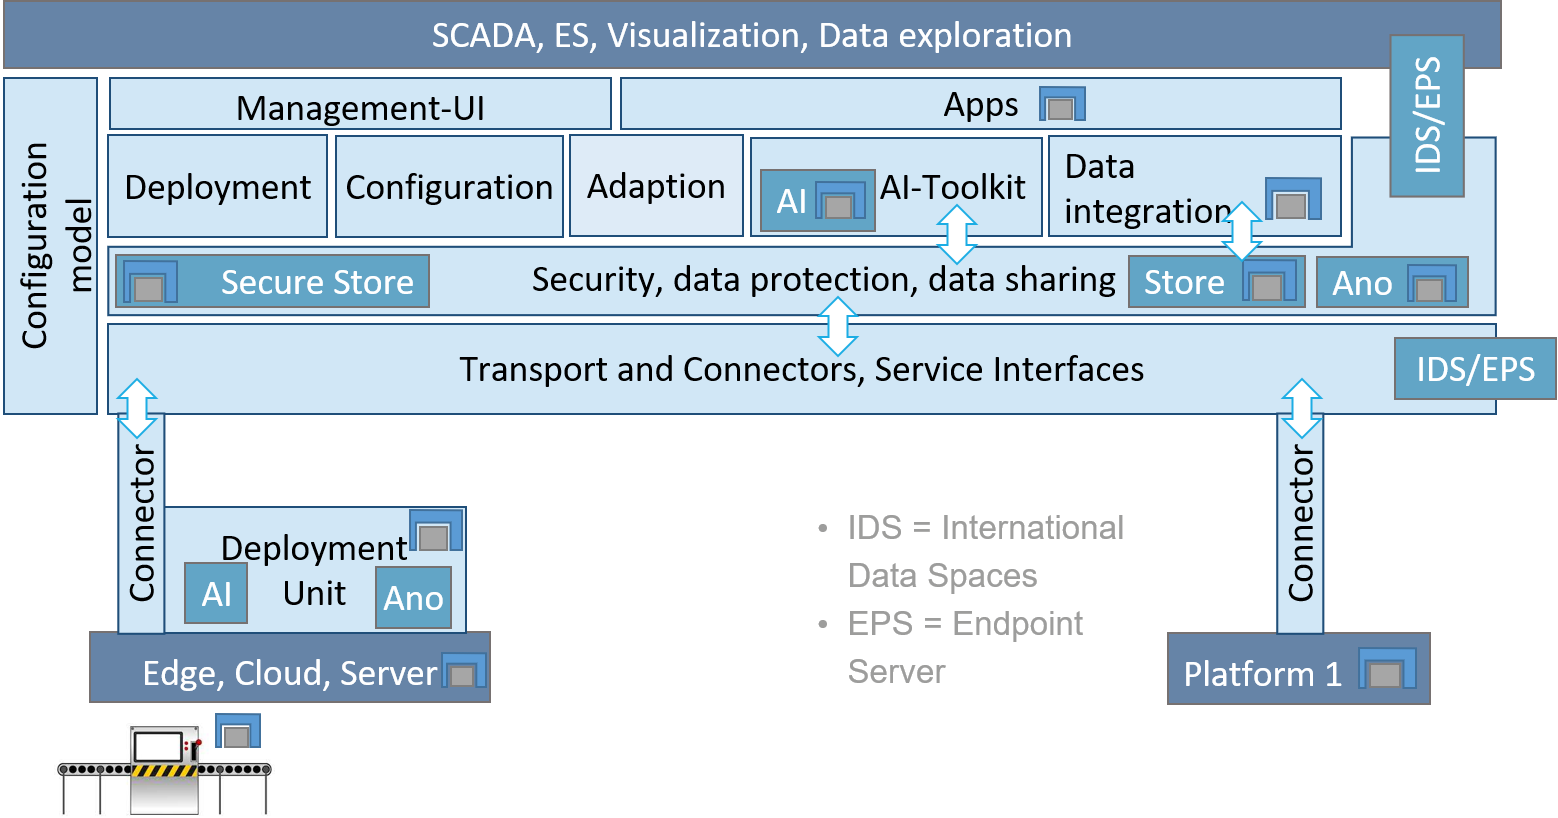 SCADA, ES, Visualization, Data exploration
IDS/EPS
Configuration
model
Management-UI
Apps
Deployment
Configuration
Adaption
AI
AI-Toolkit
Data
integration
Secure Store
Security, data protection, data sharing
Store
Ano
Transport and Connectors, Service Interfaces
IDS/EPS
Connector
Deployment
Unit
AI
Ano
Edge, Cloud, Server
• IDS = International
Data Spaces
• EPS = Endpoint
Server
Connector
Platform 1